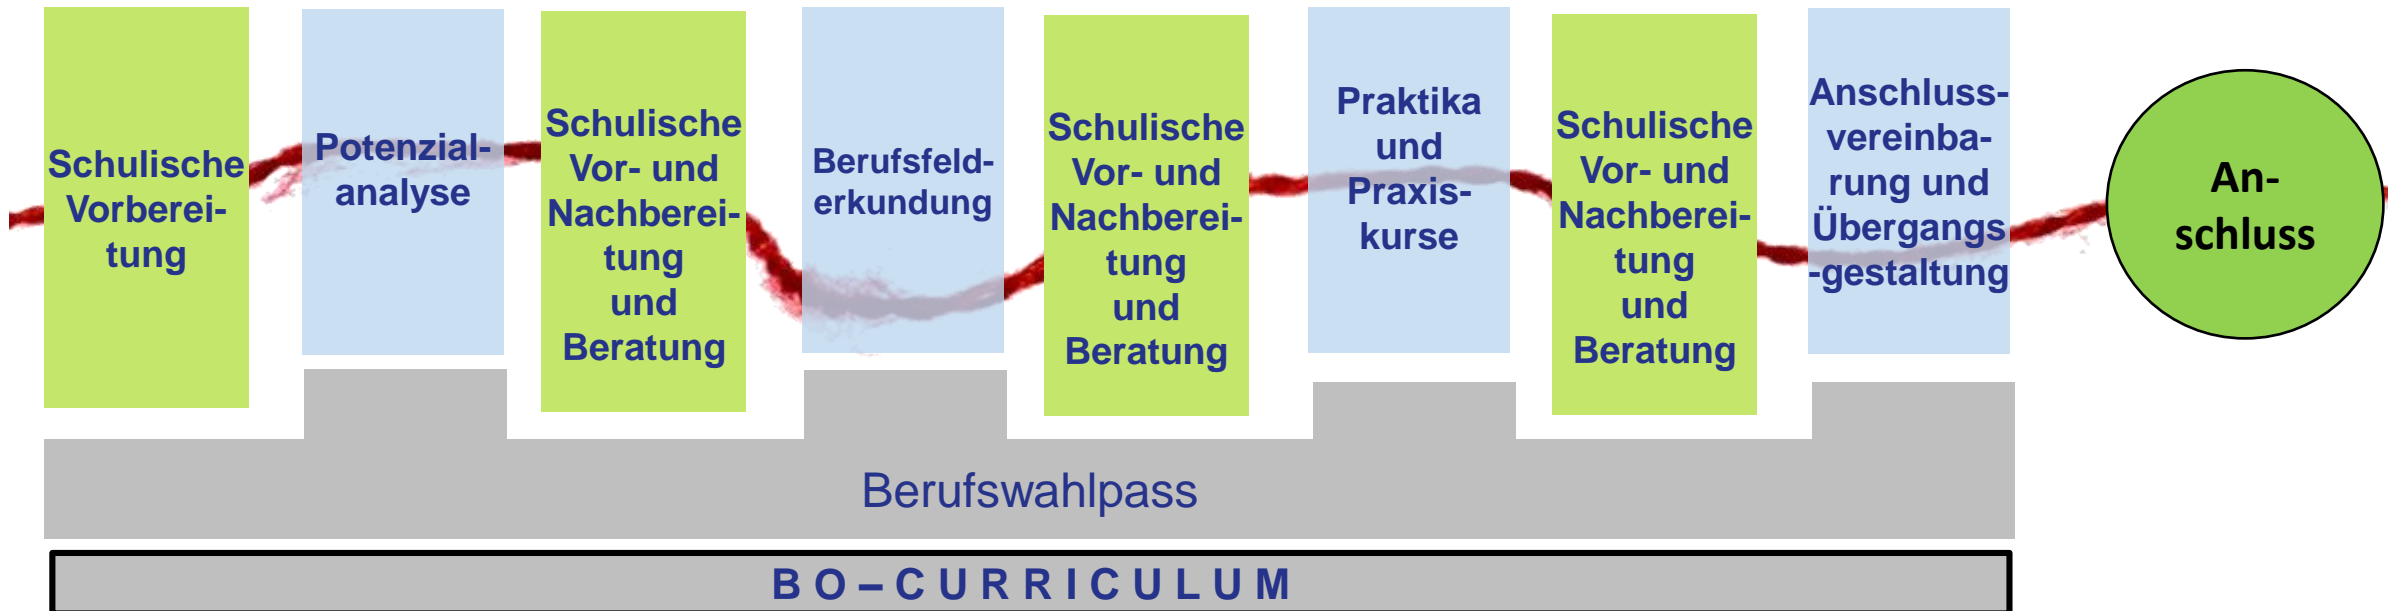 Schulische
Vorberei-
tung
Potenzial-
analyse
Schulische
Vor- und
Nachberei-
tung
und
Beratung
Berufsfeld-
erkundung
Schulische
Vor- und
Nachberei-
tung
und
Beratung
Praktika
und
Praxis-
kurse
Schulische
Vor- und
Nachberei-
tung
und
Beratung
Anschluss-
vereinba-
rung und
Übergangs
-gestaltung
An-
schluss
Berufswahlpass
B O – C U R R I C U L U M